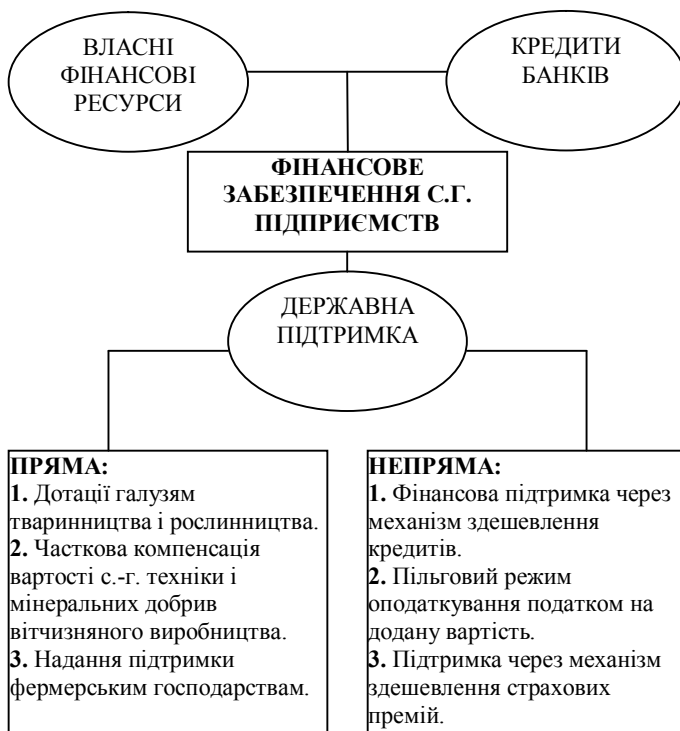 ВЛАСНІ
ФІНАНСОВІ
РЕСУРСИ
КРЕДИТИ
БАНКІВ
ФІНАНСОВЕ
ЗАБЕЗПЕЧЕННЯ С.Г.
ПІДПРИЄМСТВ
ДЕРЖАВНА
ПІДТРИМКА
ПРЯМА:
1. Дотації галузям
тваринництва і рослинництва.
2. Часткова компенсація
вартості с.-г. техніки і
мінеральних добрив
вітчизняного виробництва.
3. Надання підтримки
фермерським господарствам.
НЕПРЯМА:
1. Фінансова підтримка через
механізм здешевлення
кредитів.
2. Пільговий режим
оподаткування податком на
додану вартість.
3. Підтримка через механізм
здешевлення страхових
премій.